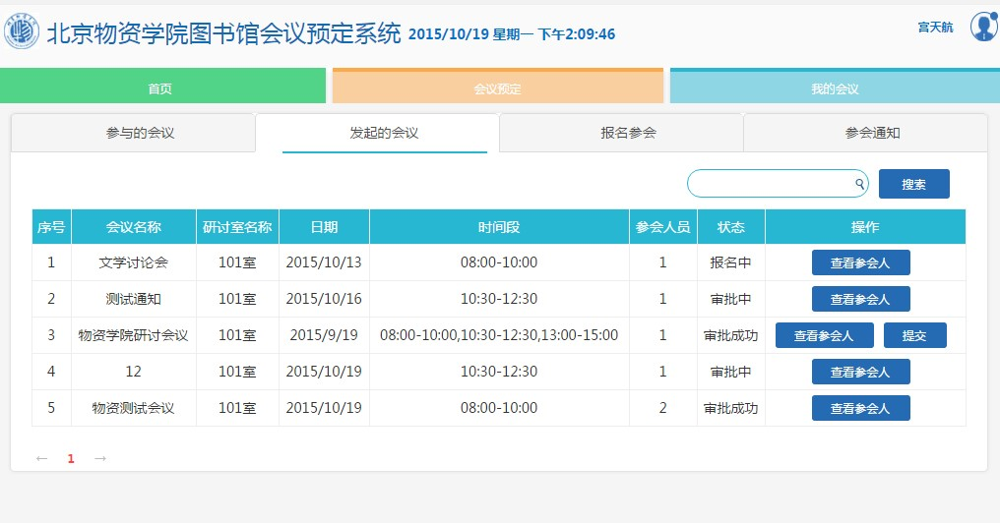 北京物资学院图书馆会议预定系统 2015/10/19 星期一 下午2:09:46 宫天航
首页 会议预定 我的会议
参与的会议 发起的会议 报名参会 参会通知
搜索
序号 会议名称 研讨室名称 日期 时间段 参会人员 状态 操作
1 文学讨论会 101室 2015/10/13 08:00-10:00 1 报名中 查看参会人
2 测试通知 101室 2015/10/16 10:30-12:30 1 审批中 查看参会人
3 物资学院研讨会议 101室 2015/9/19 08:00-10:00,10:30-12:30,13:00-15:00 1 审批成功 查看参会人 提交
4 12 101室 2015/10/19 10:30-12:30 1 审批中 查看参会人
5 物资测试会议 101室 2015/10/19 08:00-10:00 2 审批成功 查看参会人
← 1 →